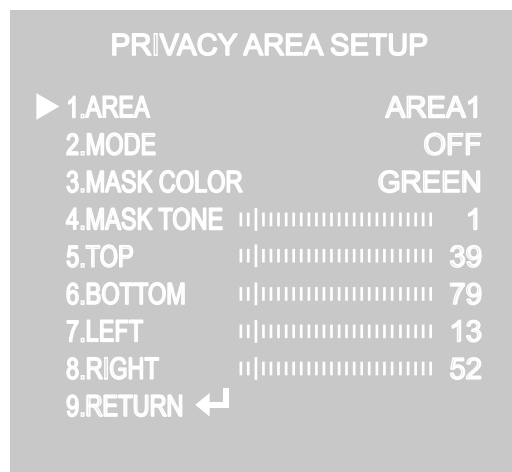 PRIVACY AREA SETUP
1.AREA AREA1
2.MODE OFF
3.MASK COLOR GREEN
4.MASK TONE 1
5.TOP 39
6.BOTTOM 79
7.LEFT 13
8.RIGHT 52
9.RETURN